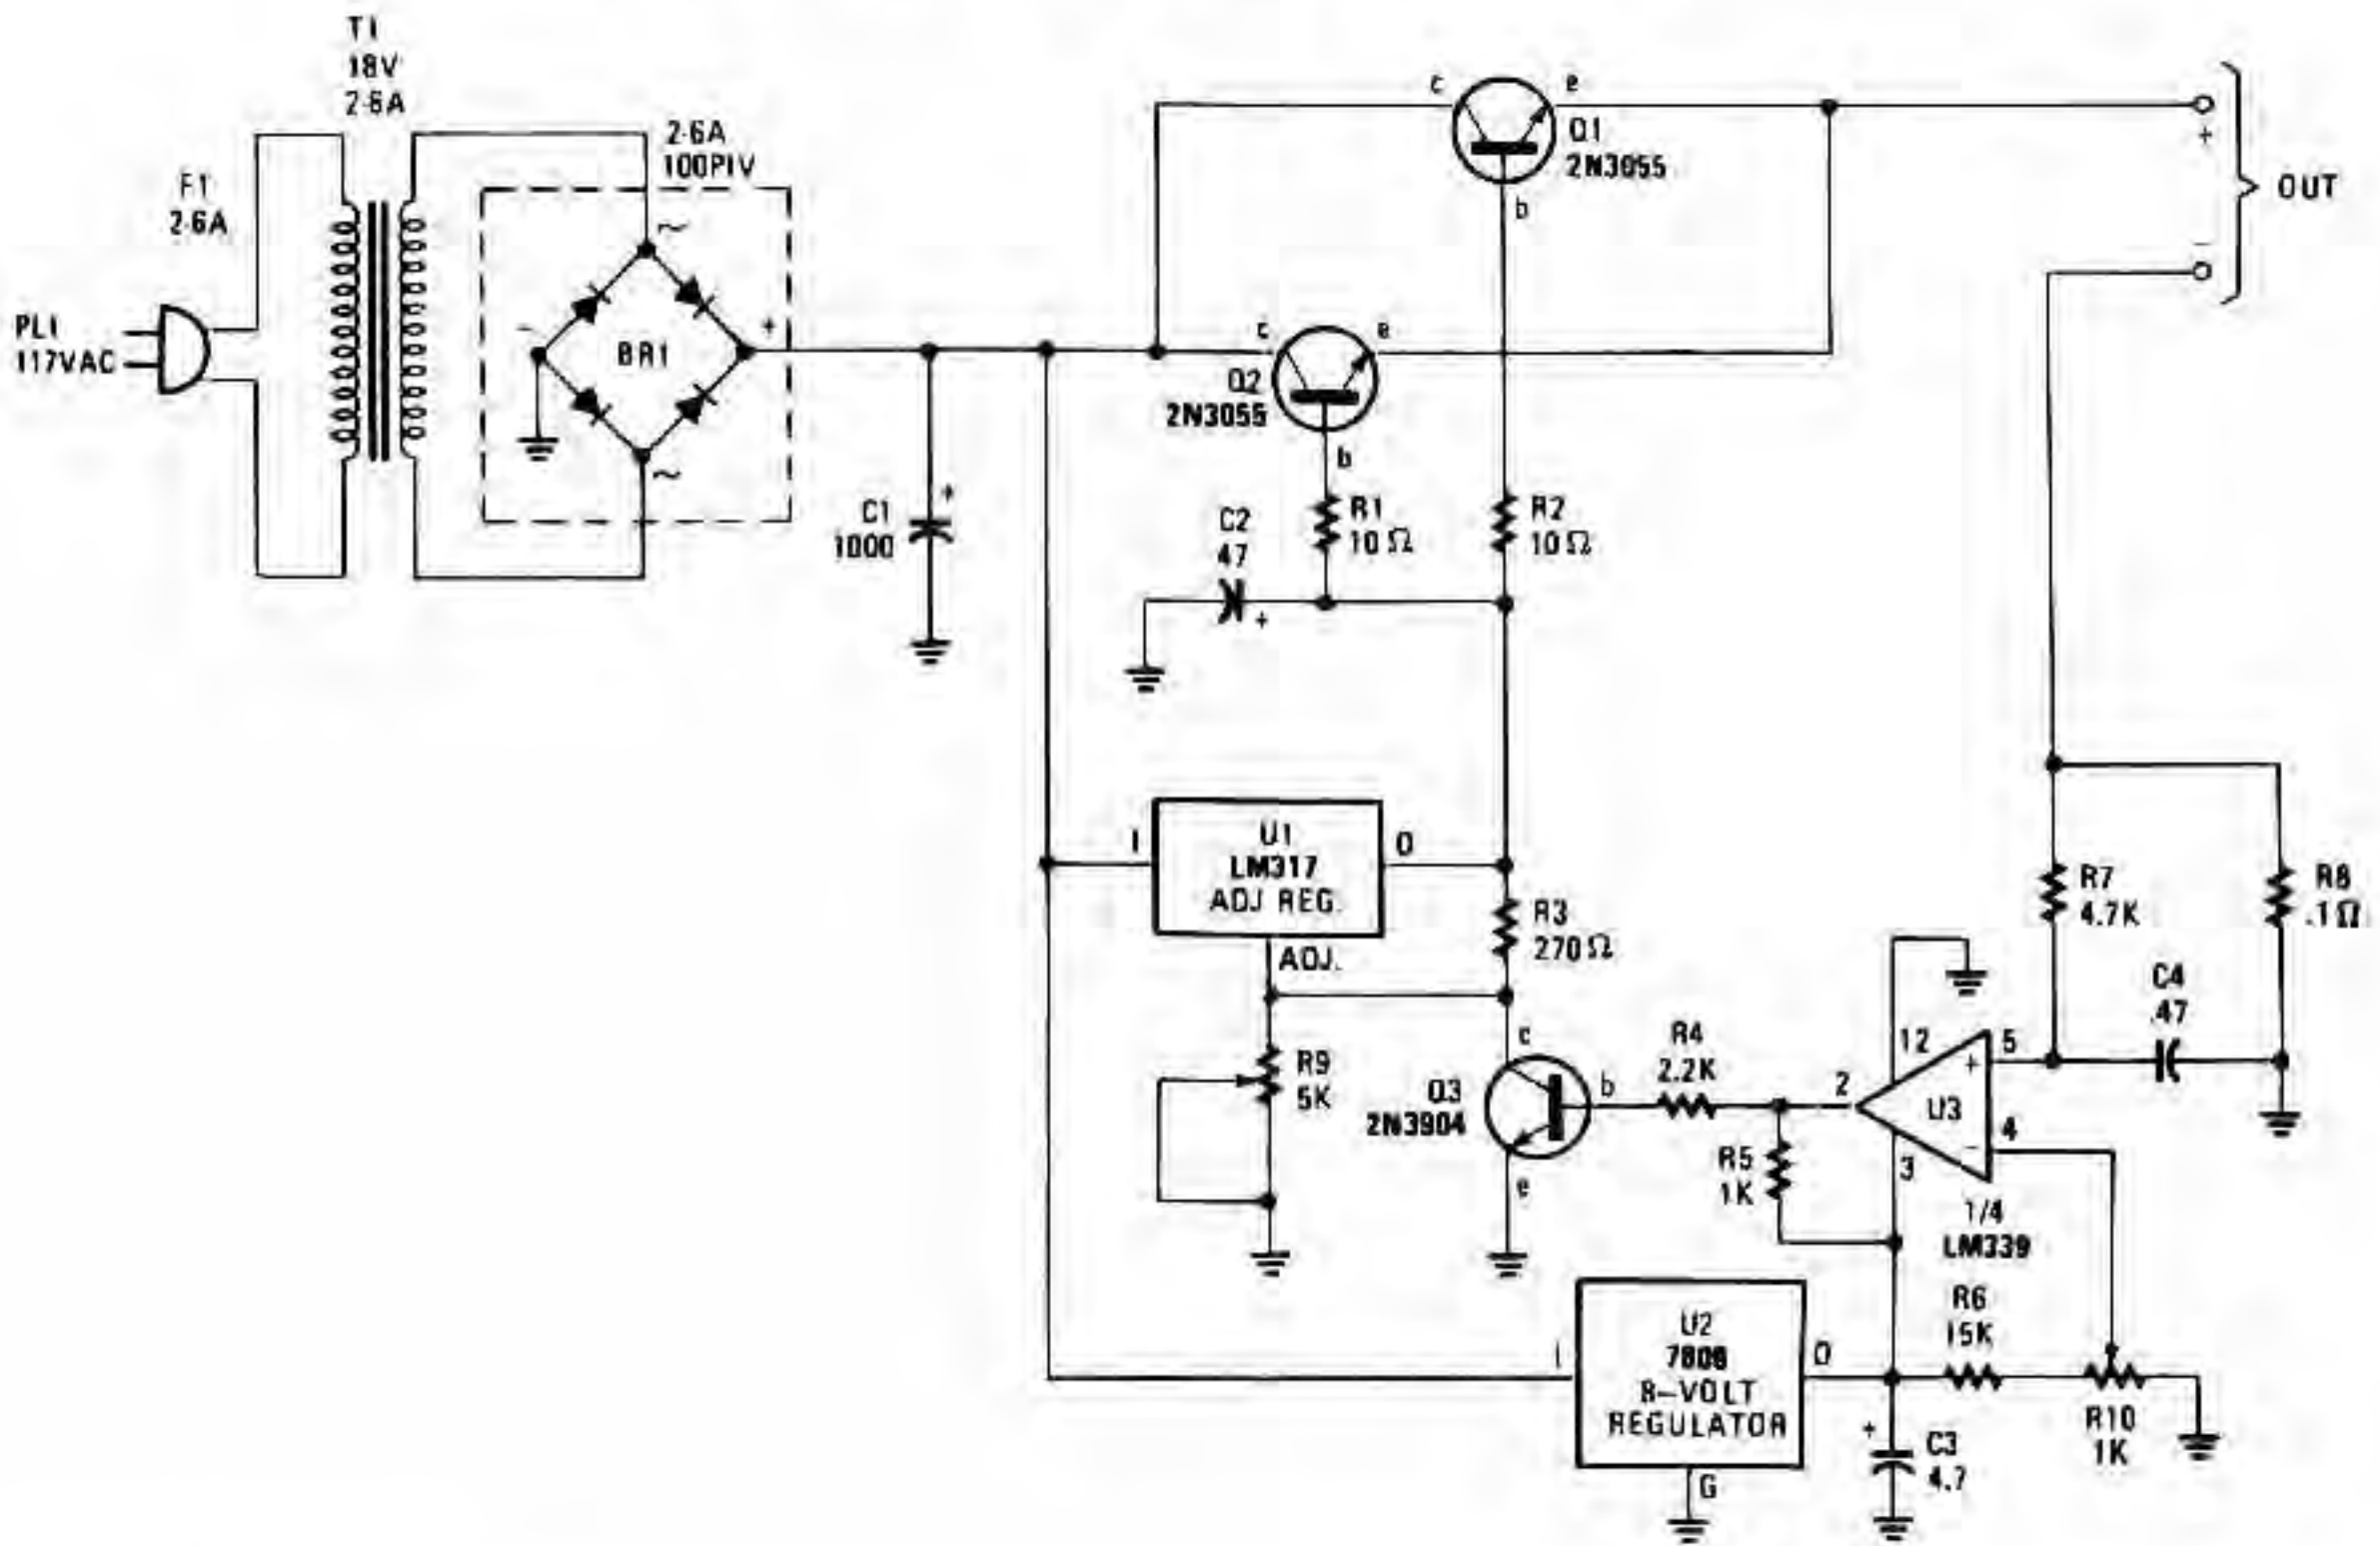 T1
18V
2-6A
F1
2-6A
PL1
117VAC
2-6A
100PIV
~
-
+
BR1
~
C1
1000
+
c
e
Q1
2N3055
b
+
-
OUT
c
e
Q2
2N3055
b
C2
47
+
R1
10Ω
R2
10Ω
I
U1
LM317
ADJ REG.
O
ADJ.
R3
270Ω
R9
5K
c
Q3
2N3904
b
e
R4
2.2K
2
R5
1K
12
U3
+
5
-
4
3
1/4
LM339
R7
4.7K
C4
.47
R8
.1Ω
I
U2
7808
8-VOLT
REGULATOR
O
G
R6
15K
R10
1K
+
C3
4.7